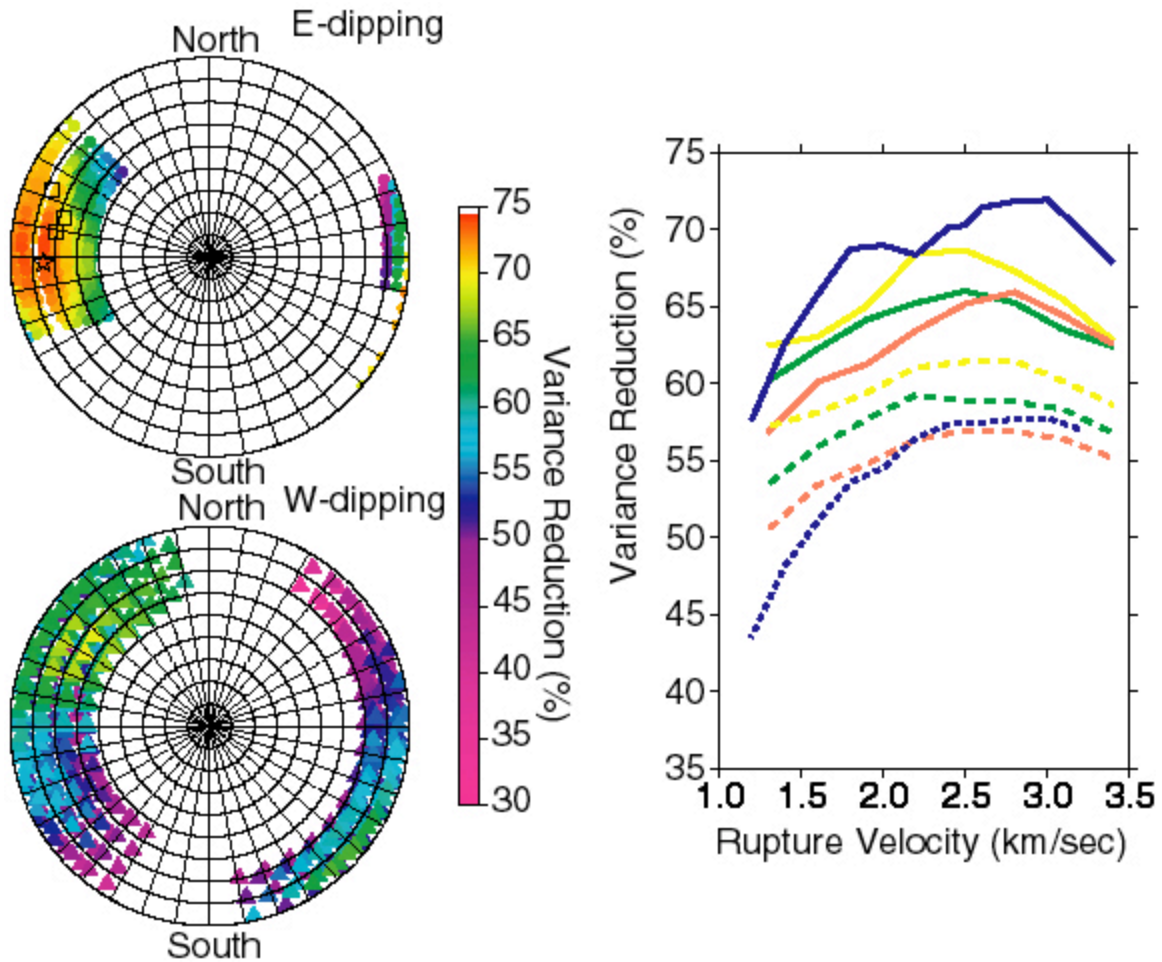 E-dipping
North
South
North
W-dipping
South
75
70
65
60
55
50
45
40
35
30
Variance Reduction (%)
75
70
65
60
55
50
45
40
35
Variance Reduction (%)
1.0 1.5 2.0 2.5 3.0 3.5
Rupture Velocity (km/sec)